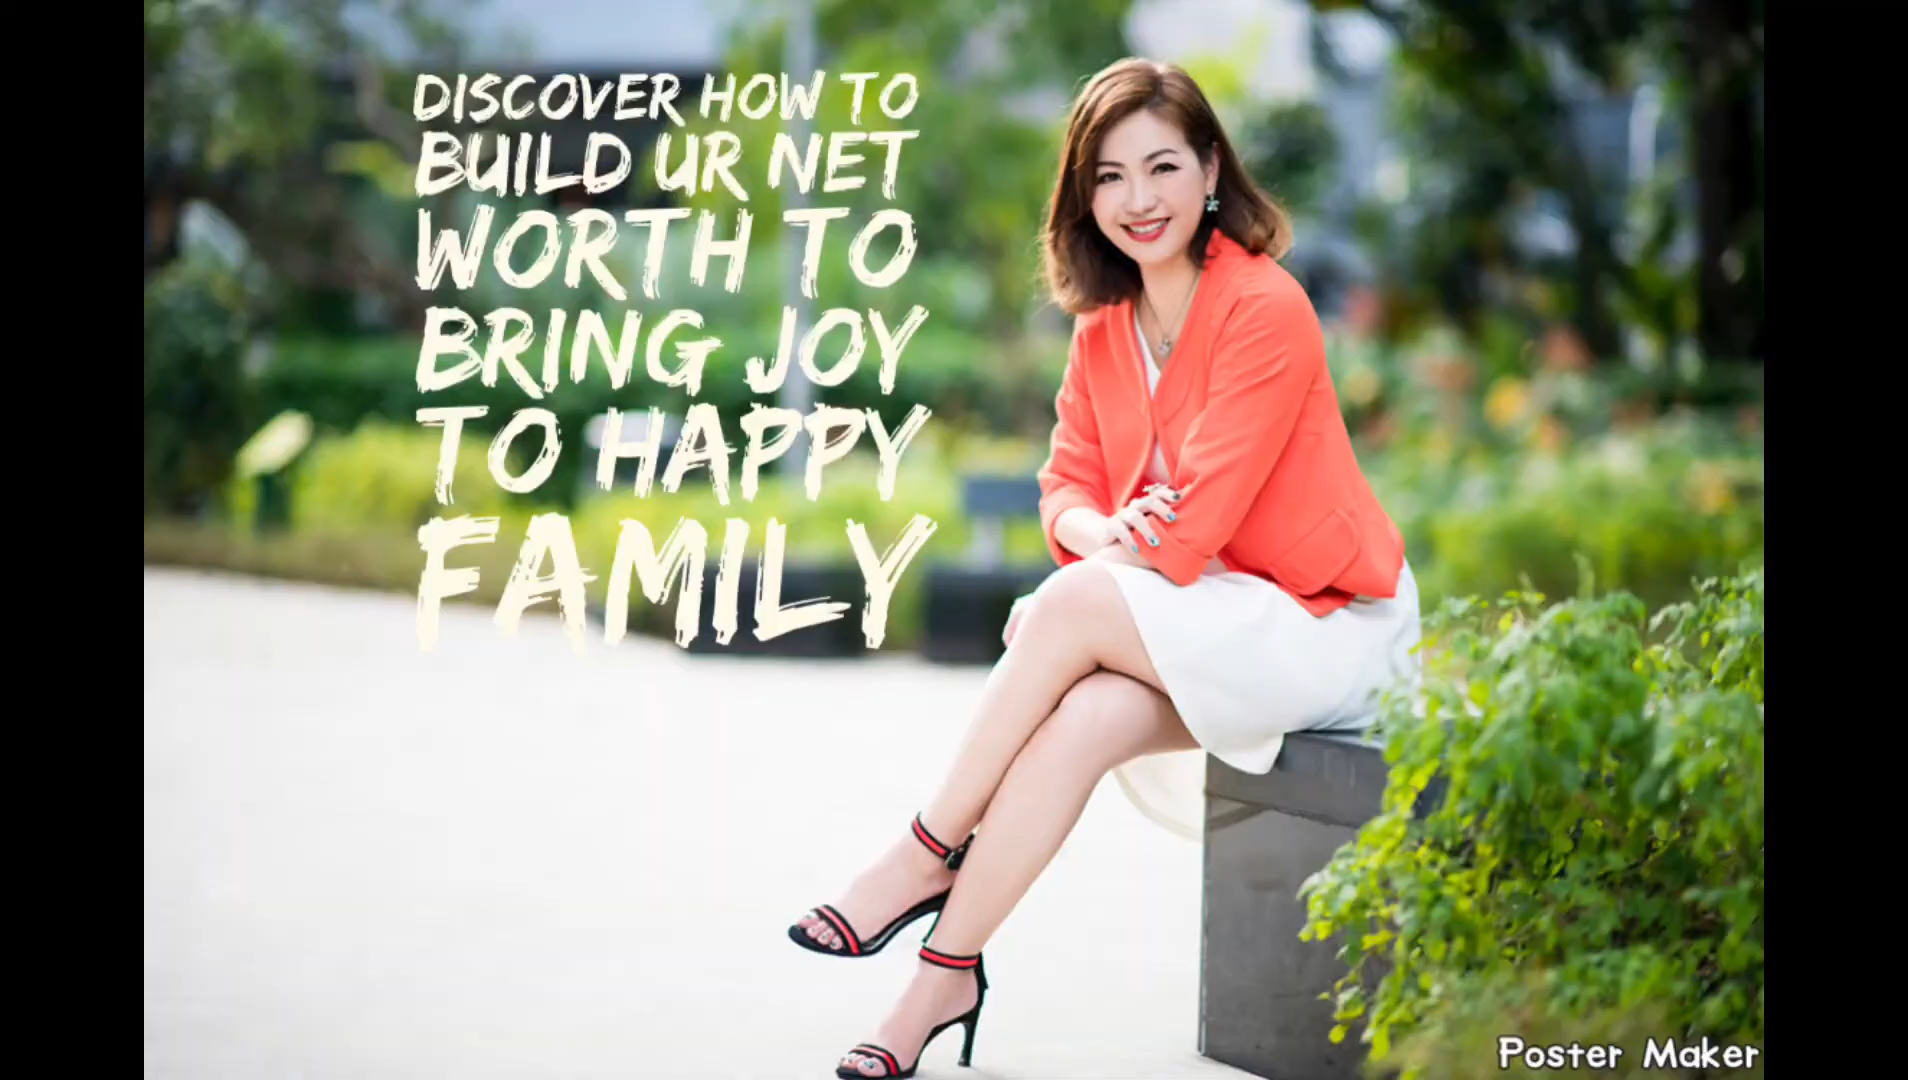 DISCOVER HOW TO
BUILD UR NET
WORTH TO
BRING JOY
TO HAPPY
FAMILY
Poster Maker